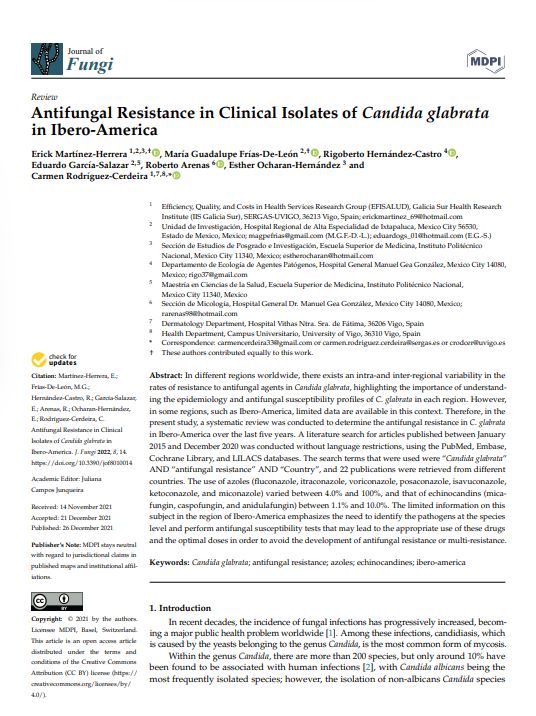 Journal of
Fungi
MDPI
Review
Antifungal Resistance in Clinical Isolates of Candida glabrata
in Ibero-America
Erick Martínez-Herrera 1,2,3,†, María Guadalupe Frías-De-León 2,†, Rigoberto Hernández-Castro 4,
Eduardo García-Salazar 2,5, Roberto Arenas 6, Esther Ocharan-Hernández 3 and
Carmen Rodríguez-Cerdeira 1,7,8,*
1 Efficiency, Quality, and Costs in Health Services Research Group (EFISALUD), Galicia Sur Health Research
Institute (IIS Galicia Sur), SERGAS-UVIGO, 36213 Vigo, Spain; erickmartinez_69@hotmail.com
2 Unidad de Investigación, Hospital Regional de Alta Especialidad de Ixtapaluca, Mexico City 56530,
Estado de Mexico, Mexico; magpefrias@gmail.com (M.G.F.-D.-L.); eduardogs_01@hotmail.com (E.G.-S.)
3 Sección de Estudios de Posgrado e Investigación, Escuela Superior de Medicina, Instituto Politécnico
Nacional, Mexico City 11340, Mexico; estherocharan@hotmail.com
4 Departamento de Ecología de Agentes Patógenos, Hospital General Manuel Gea González, Mexico City 14080,
Mexico; rigo37@gmail.com
5 Maestría en Ciencias de la Salud, Escuela Superior de Medicina, Instituto Politécnico Nacional,
Mexico City 11340, Mexico
6 Sección de Micología, Hospital General Dr. Manuel Gea González, Mexico City 14080, Mexico;
rarenas98@hotmail.com
7 Dermatology Department, Hospital Vithas Ntra. Sra. de Fátima, 36206 Vigo, Spain
8 Health Department, Campus Universitario, University of Vigo, 36310 Vigo, Spain
* Correspondence: carmencerdeira33@gmail.com or carmen.rodriguez.cerdeira@sergas.es or crodcer@uvigo.es
† These authors contributed equally to this work.
check for
updates
Citation: Martínez-Herrera, E.;
Frías-De-León, M.G.;
Hernández-Castro, R.; García-Salazar,
E.; Arenas, R.; Ocharan-Hernández,
E.; Rodríguez-Cerdeira, C.
Antifungal Resistance in Clinical
Isolates of Candida glabrata in
Ibero-America. J. Fungi 2022, 8, 14.
https://doi.org/10.3390/jof8010014
Academic Editor: Juliana
Campos Junqueira
Received: 14 November 2021
Accepted: 21 December 2021
Published: 26 December 2021
Publisher's Note: MDPI stays neutral
with regard to jurisdictional claims in
published maps and institutional affil-
iations.
CC BY
Copyright: © 2021 by the authors.
Licensee MDPI, Basel, Switzerland.
This article is an open access article
distributed under the terms and
conditions of the Creative Commons
Attribution (CC BY) license (https://
creativecommons.org/licenses/by/
4.0/).
Abstract: In different regions worldwide, there exists an intra-and inter-regional variability in the
rates of resistance to antifungal agents in Candida glabrata, highlighting the importance of understand-
ing the epidemiology and antifungal susceptibility profiles of C. glabrata in each region. However,
in some regions, such as Ibero-America, limited data are available in this context. Therefore, in the
present study, a systematic review was conducted to determine the antifungal resistance in C. glabrata
in Ibero-America over the last five years. A literature search for articles published between January
2015 and December 2020 was conducted without language restrictions, using the PubMed, Embase,
Cochrane Library, and LILACS databases. The search terms that were used were “Candida glabrata”
AND “antifungal resistance” AND “Country”, and 22 publications were retrieved from different
countries. The use of azoles (fluconazole, itraconazole, voriconazole, posaconazole, isavuconazole,
ketoconazole, and miconazole) varied between 4.0% and 100%, and that of echinocandins (mica-
fungin, caspofungin, and anidulafungin) between 1.1% and 10.0%. The limited information on this
subject in the region of Ibero-America emphasizes the need to identify the pathogens at the species
level and perform antifungal susceptibility tests that may lead to the appropriate use of these drugs
and the optimal doses in order to avoid the development of antifungal resistance or multi-resistance.
Keywords: Candida glabrata; antifungal resistance; azoles; echinocandins; ibero-america
1. Introduction
In recent decades, the incidence of fungal infections has progressively increased, becom-
ing a major public health problem worldwide [1]. Among these infections, candidiasis, which
is caused by the yeasts belonging to the genus Candida, is the most common form of mycosis.
Within the genus Candida, there are more than 200 species, but only around 10% have
been found to be associated with human infections [2], with Candida albicans being the
most frequently isolated species; however, the isolation of non-albicans Candida species